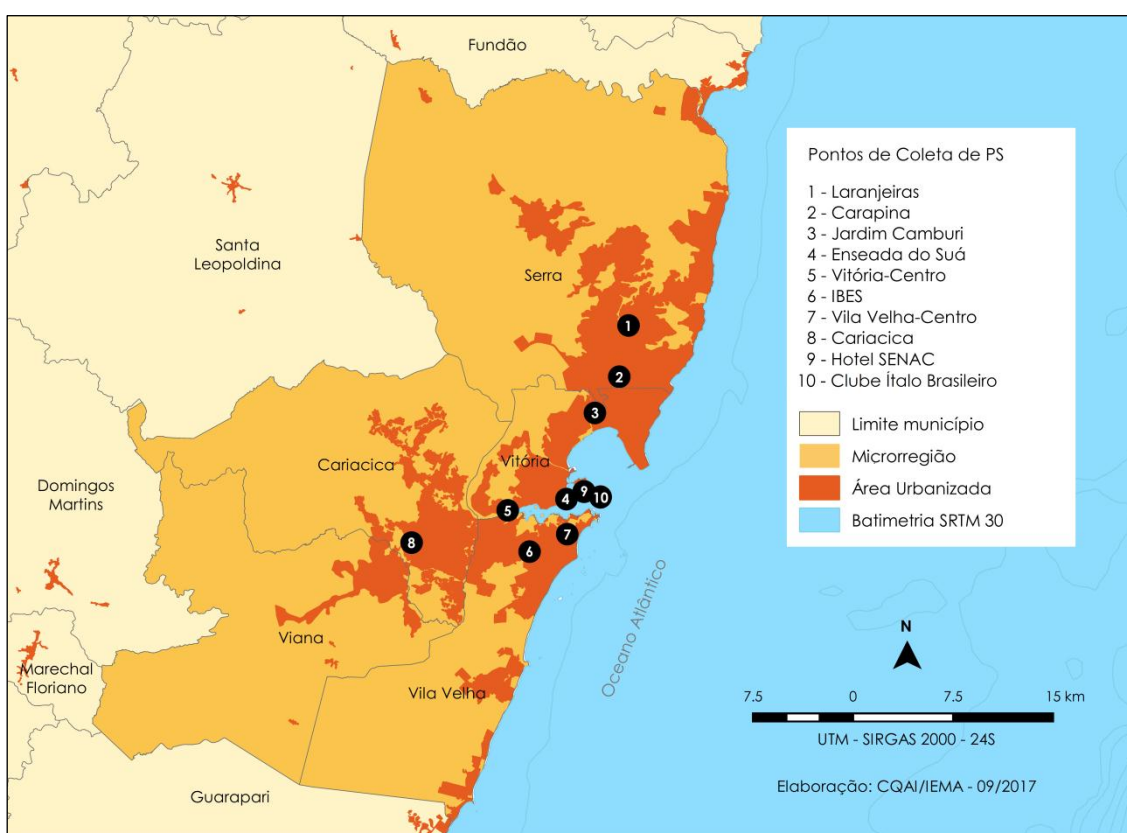 Fundão
Santa
Leopoldina
Serra
Cariacica
Vitória
Domingos
Martins
Viana
Marechal
Floriano
Vila Velha
Guarapari
Oceano Atlântico
1
2
3
4
5
6
7
8
9
10
Pontos de Coleta de PS
1 - Laranjeiras
2 - Carapina
3 - Jardim Camburi
4 - Enseada do Suá
5 - Vitória-Centro
6 - IBES
7 - Vila Velha-Centro
8 - Cariacica
9 - Hotel SENAC
10 - Clube Ítalo Brasileiro
Limite município
Microrregião
Área Urbanizada
Batimetria SRTM 30
N
7.5 0 7.5 15 km
UTM - SIRGAS 2000 - 24S
Elaboração: CQAI/IEMA - 09/2017